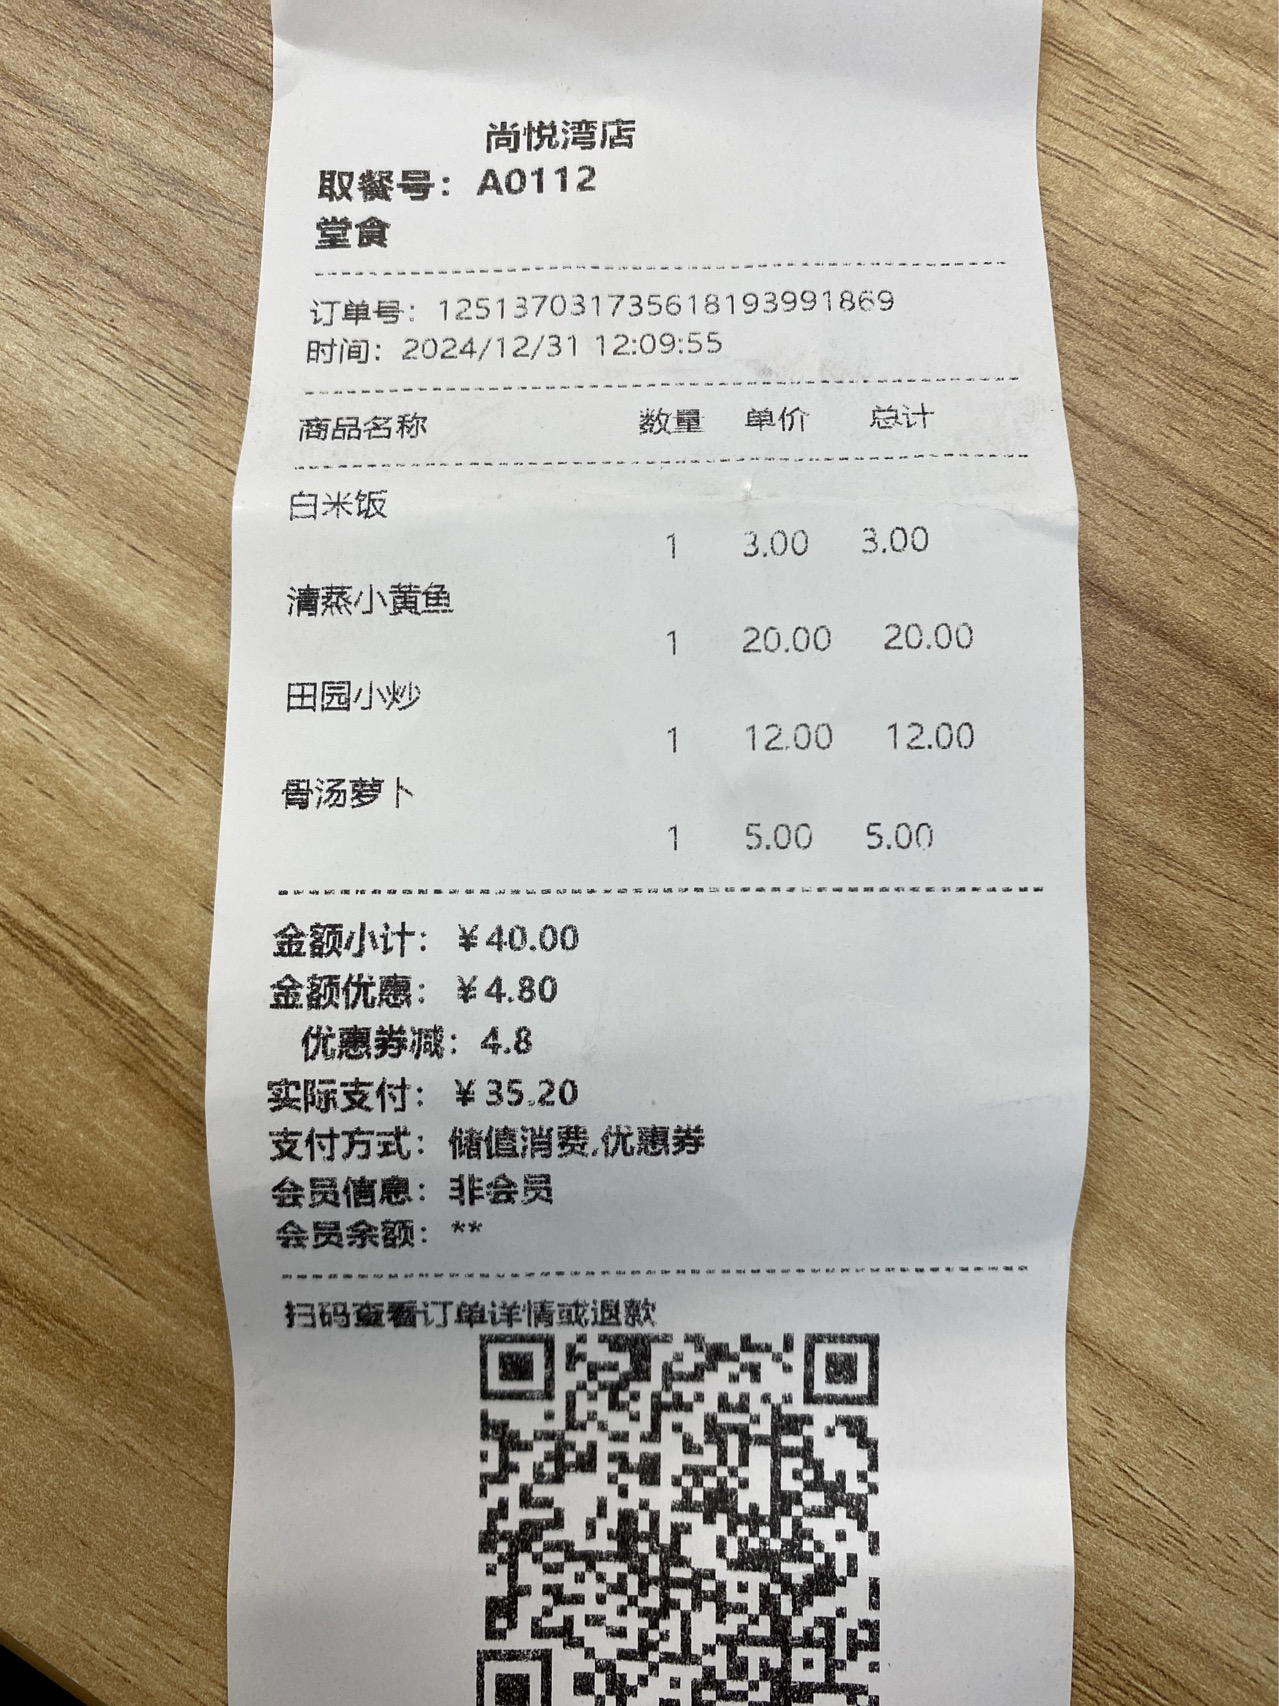 尚悦湾店
取餐号：A0112
堂食
订单号：1251370317356181939​91869
时间：2024/12/31 12:09:55
商品名称 数量 单价 总计
白米饭
1 3.00 3.00
清蒸小黄鱼
1 20.00 20.00
田园小炒
1 12.00 12.00
骨汤萝卜
1 5.00 5.00
金额小计：￥40.00
金额优惠：￥4.80
优惠券减：4.8
实际支付：￥35.20
支付方式：储值消费,优惠券
会员信息：非会员
会员余额：**
扫码查看订单详情或退款